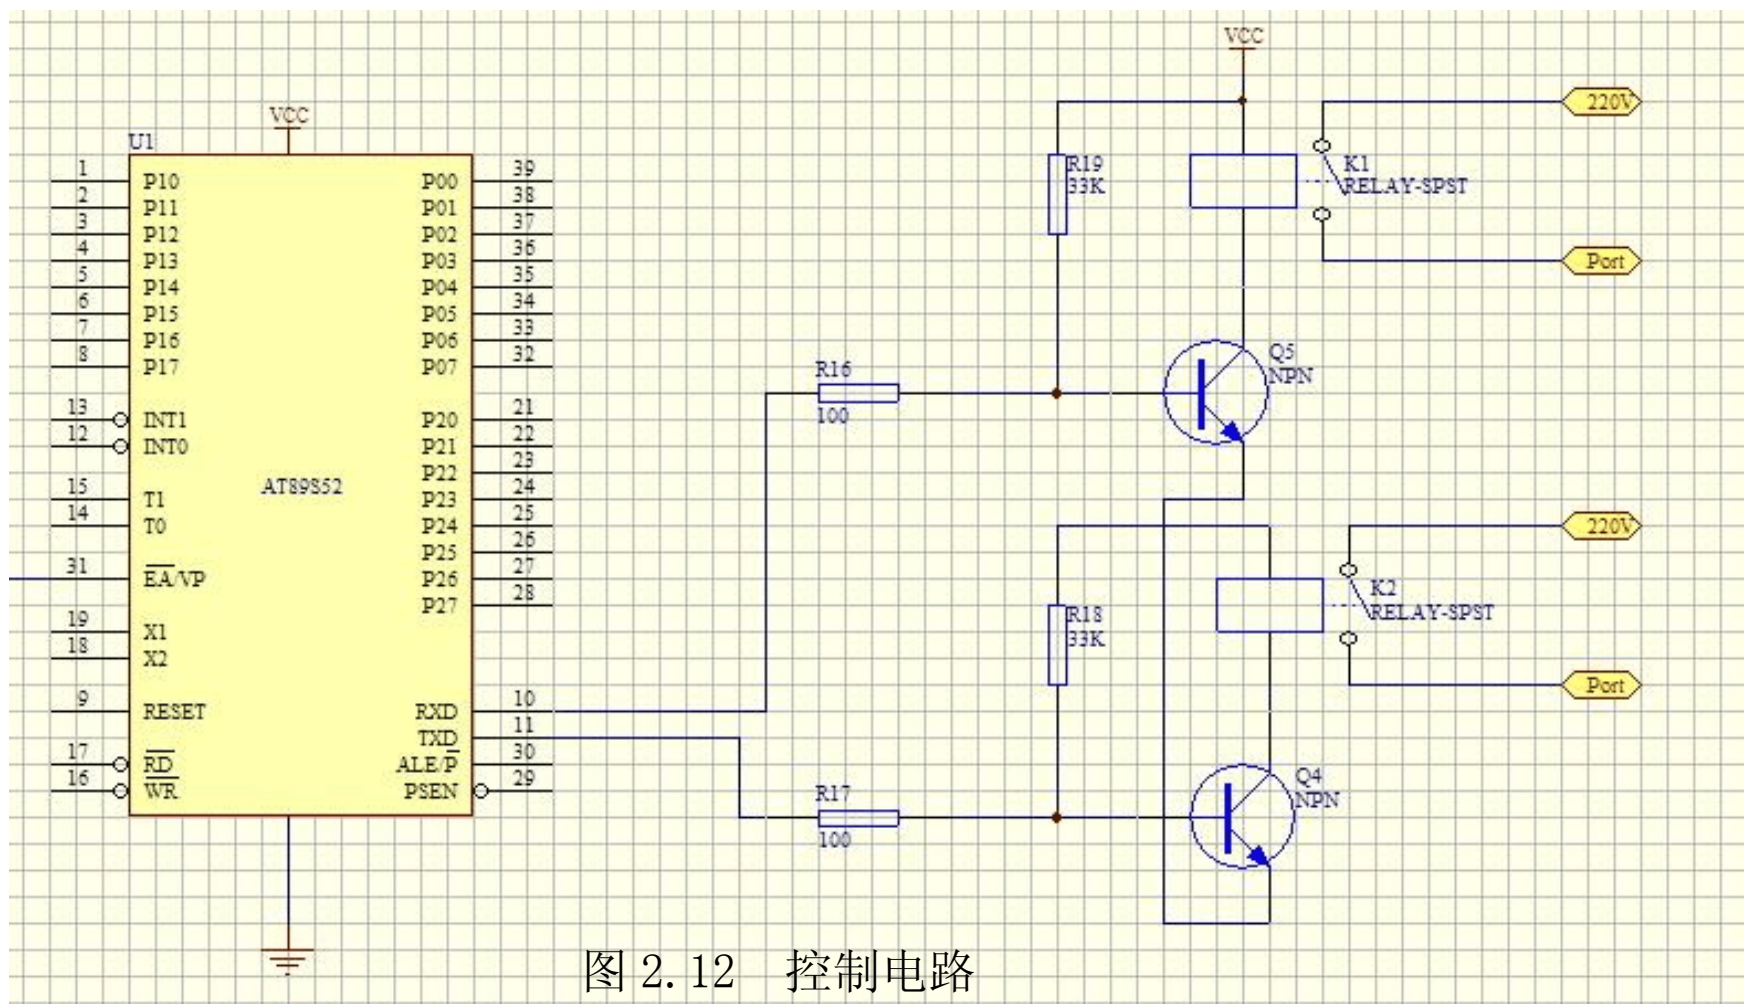 VCC
U1
1 P10 P00 39
2 P11 P01 38
3 P12 P02 37
4 P13 P03 36
5 P14 P04 35
6 P15 P05 34
7 P16 P06 33
8 P17 P07 32
13 INT1 P20 21
12 INT0 P21 22
P22 23
15 T1 P23 24
14 T0 P24 25
P25 26
31 EA/VP P26 27
P27 28
19 X1
18 X2
9 RESET RXD 10
TXD 11
17 RD ALE/P 30
16 WR PSEN 29
AT89S52
VCC
R19
33K
K1
RELAY-SPST
220V
Port
R16
100
Q5
NPN
R18
33K
K2
RELAY-SPST
220V
Port
R17
100
Q4
NPN
图 2.12 控制电路